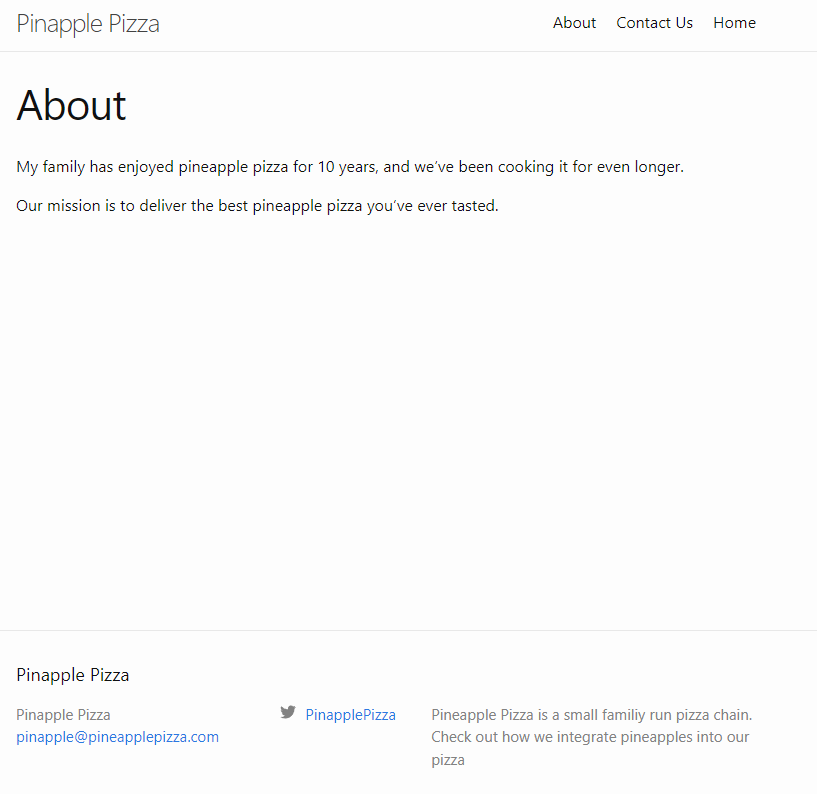 Pinapple Pizza
About Contact Us Home
About
My family has enjoyed pineapple pizza for 10 years, and we’ve been cooking it for even longer.
Our mission is to deliver the best pineapple pizza you’ve ever tasted.
Pinapple Pizza
Pinapple Pizza
pinapple@pineapplepizza.com
PinapplePizza
Pineapple Pizza is a small familiy run pizza chain.
Check out how we integrate pineapples into our
pizza